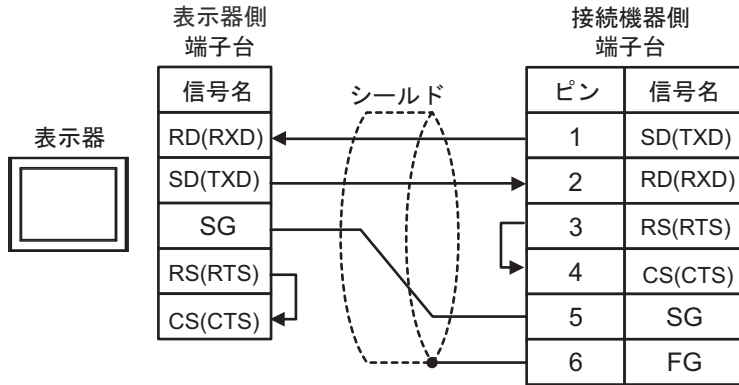 表示器側
端子台
接続機器側
端子台
表示器
シールド
信号名
RD(RXD)
SD(TXD)
SG
RS(RTS)
CS(CTS)
ピン 信号名
1 SD(TXD)
2 RD(RXD)
3 RS(RTS)
4 CS(CTS)
5 SG
6 FG